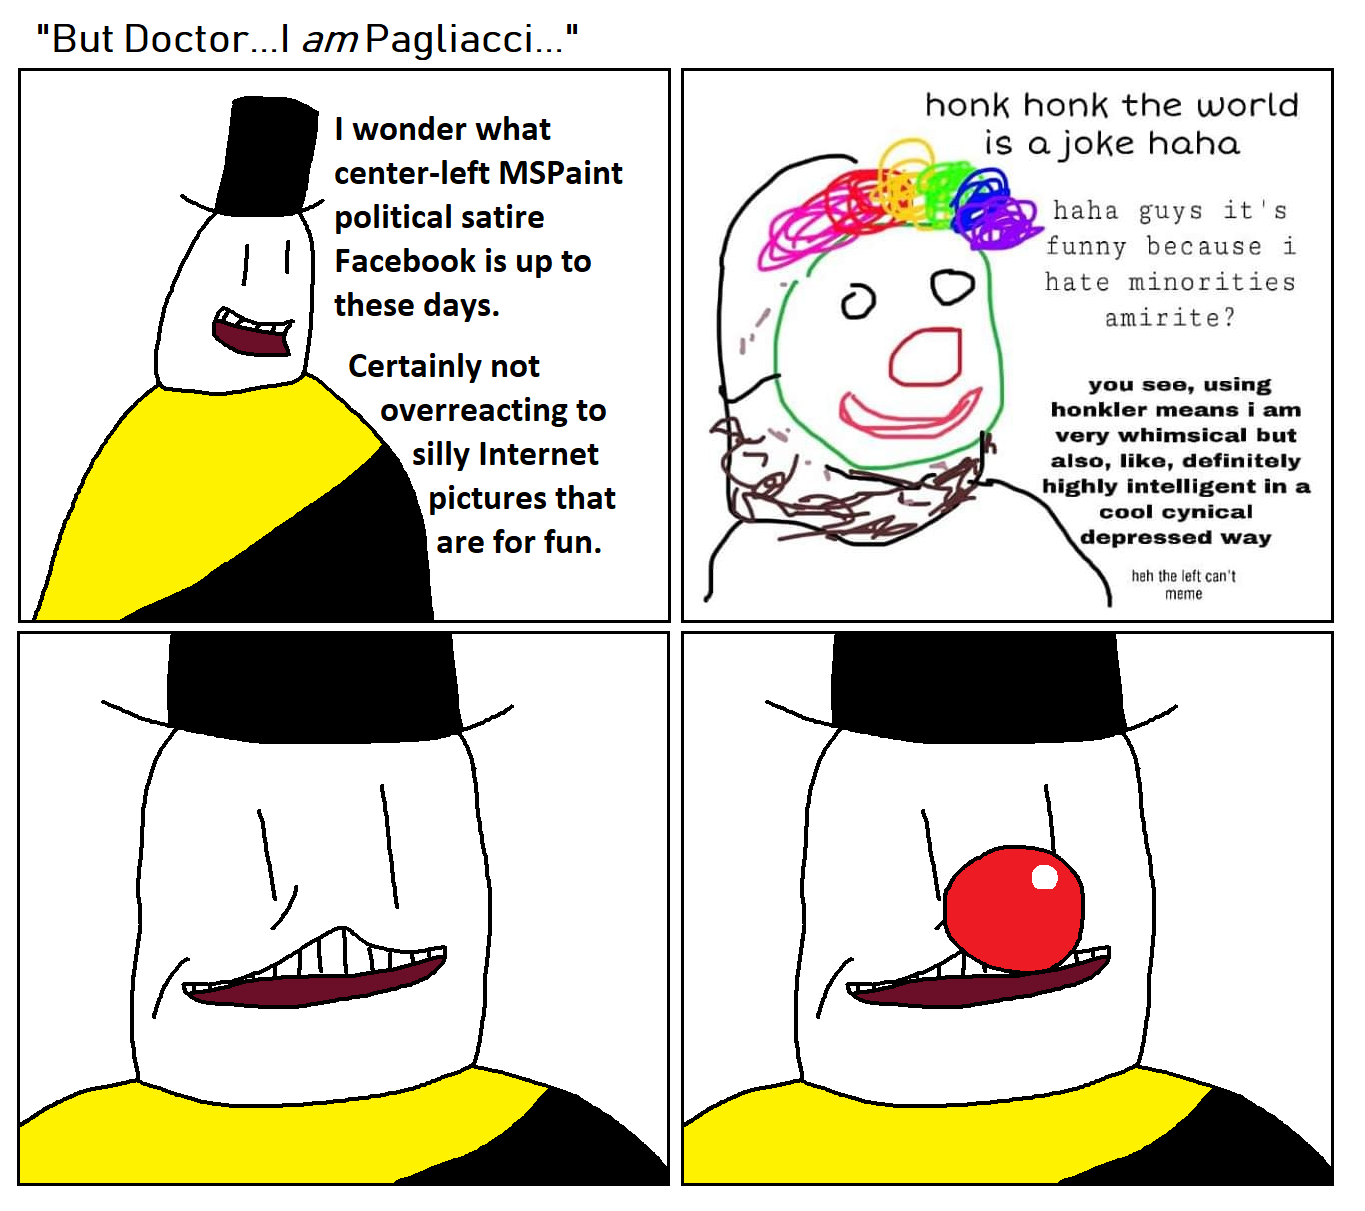 "But Doctor...I am Pagliacci..."
I wonder what
center-left MSPaint
political satire
Facebook is up to
these days.
Certainly not
overreacting to
silly Internet
pictures that
are for fun.
honk honk the world
is a joke haha
haha guys it's
funny because i
hate minorities
amirite?
you see, using
honkler means i am
very whimsical but
also, like, definitely
highly intelligent in a
cool cynical
depressed way
heh the left can't
meme